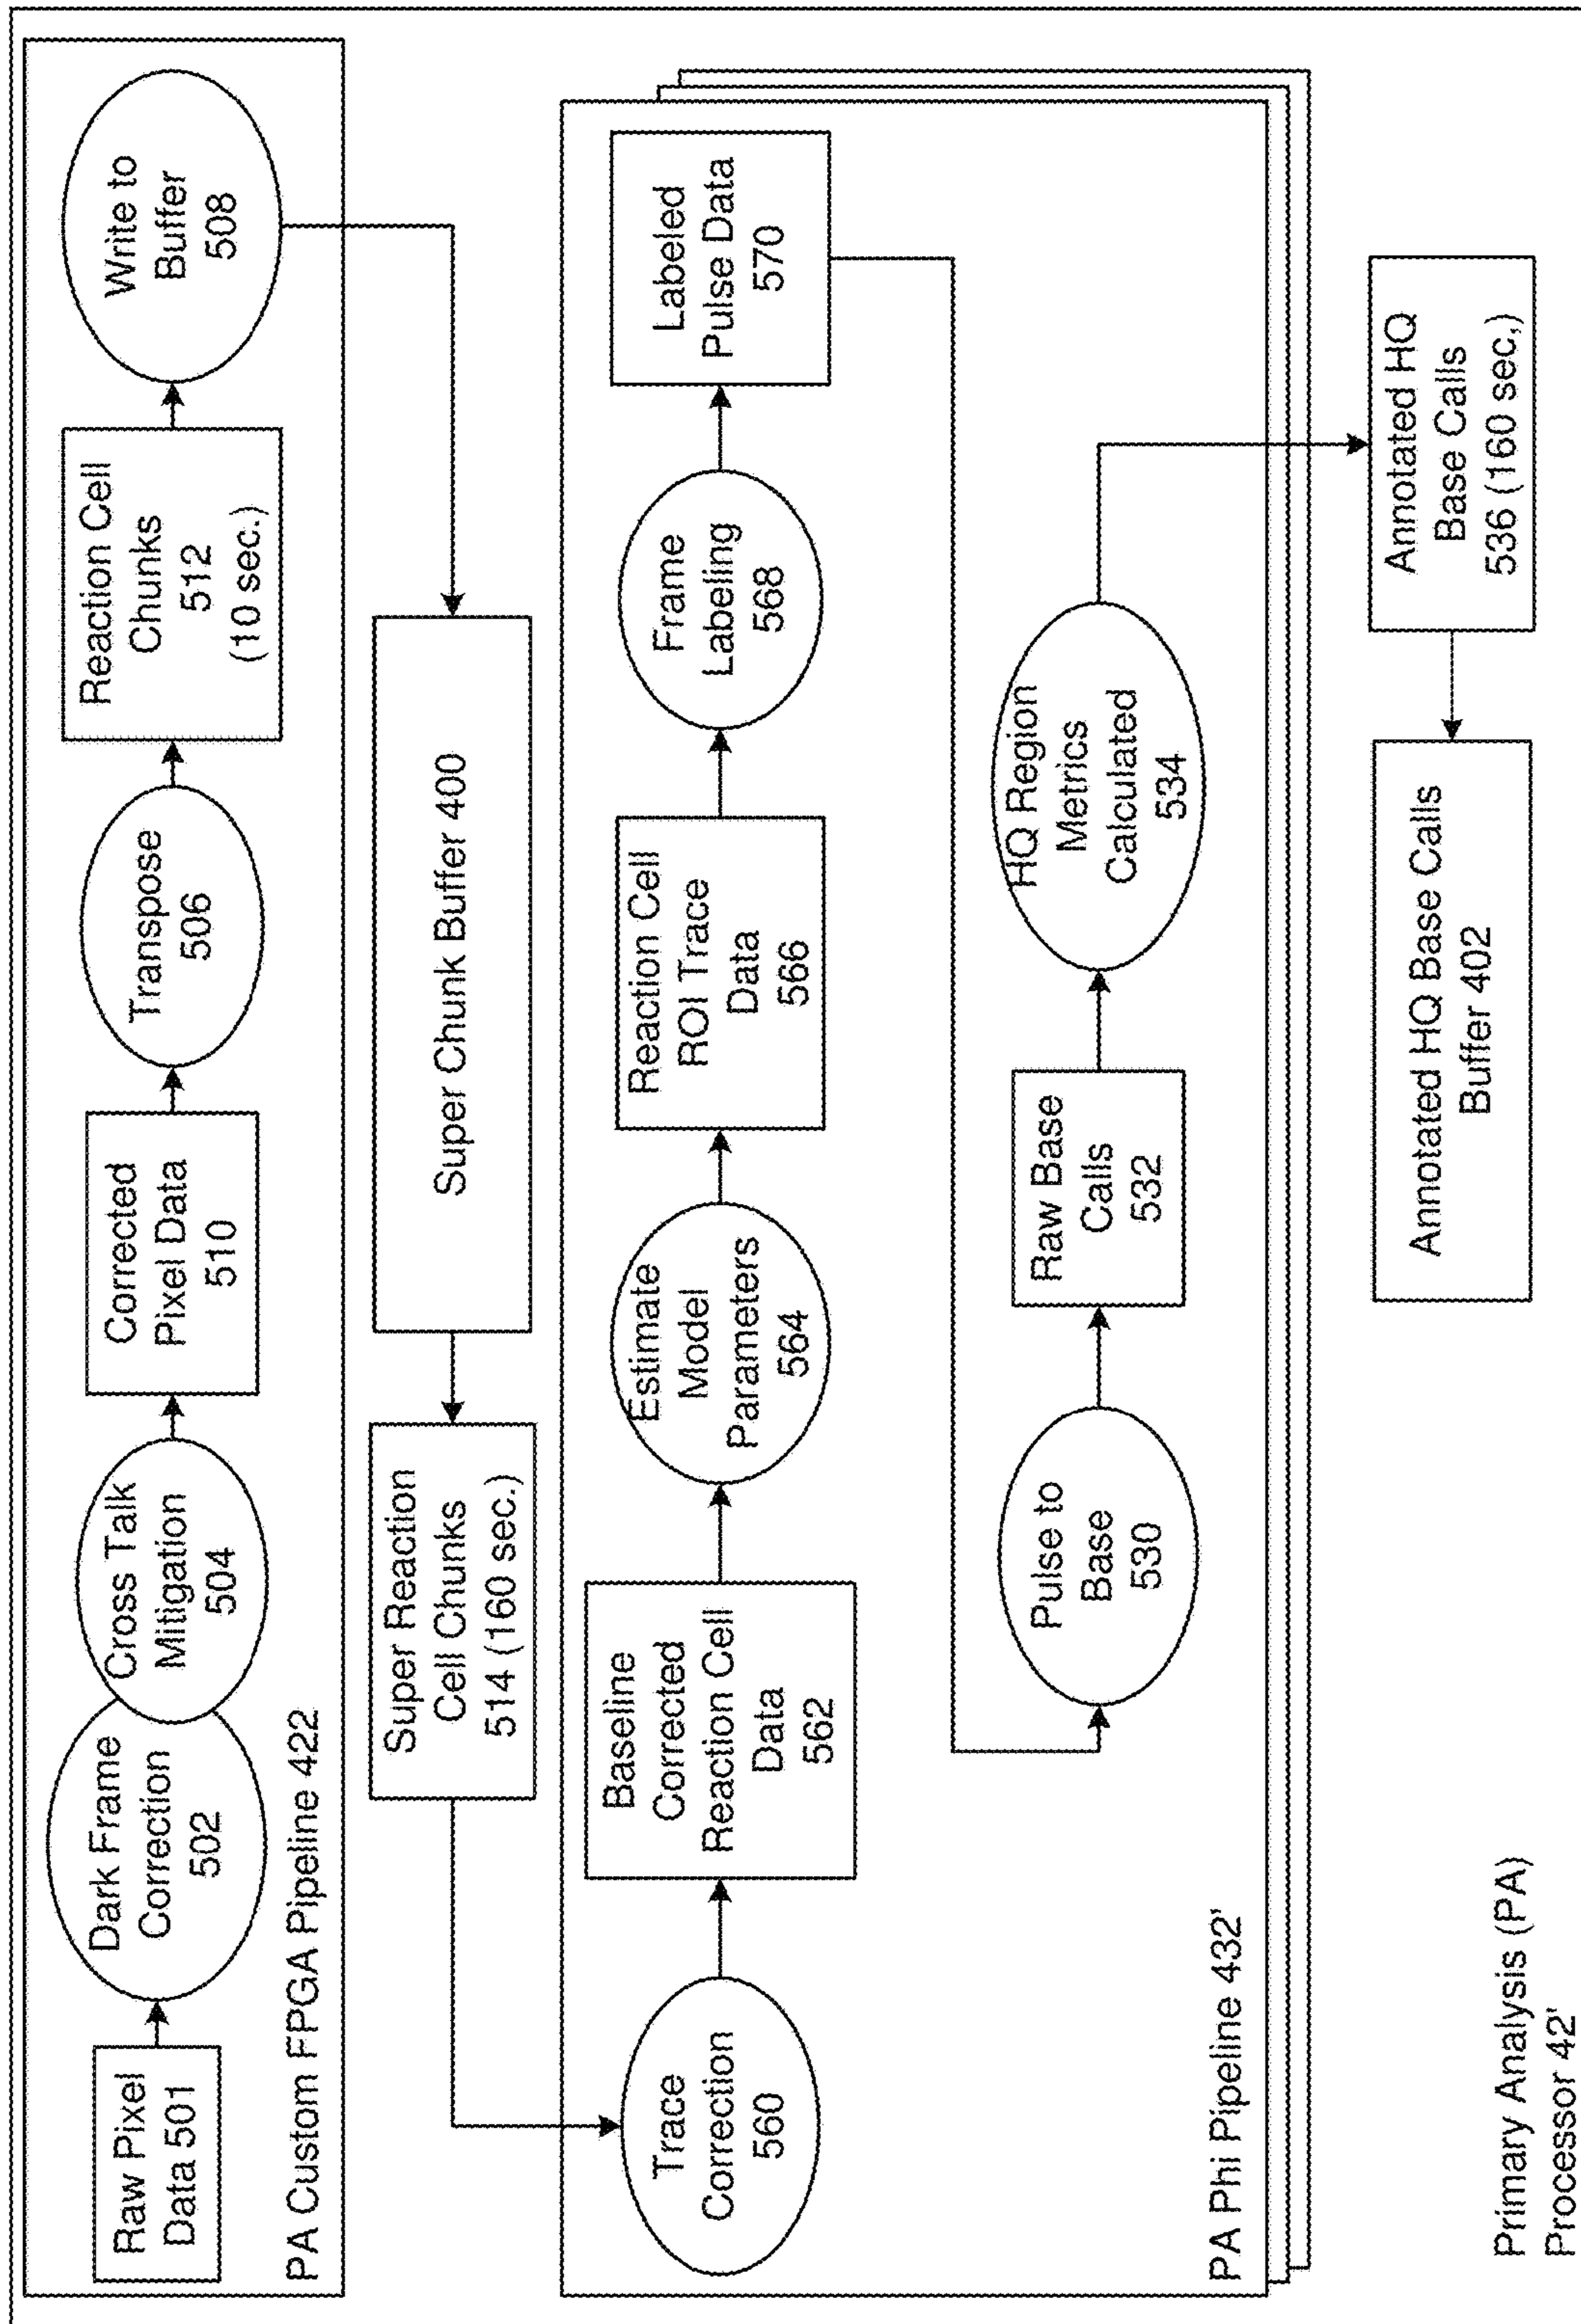 Raw Pixel
Data 501
Dark Frame
Correction
502
Cross Talk
Mitigation
504
Corrected
Pixel Data
510
Transpose
506
Reaction Cell
Chunks
512
(10 sec.)
Write to
Buffer
508
PA Custom FPGA Pipeline 422
Super Reaction
Cell Chunks
514 (160 sec.)
Super Chunk Buffer 400
Trace
Correction
560
Baseline
Corrected
Reaction Cell
Data
562
Estimate
Model
Parameters
564
Reaction Cell
ROI Trace
Data
566
Frame
Labeling
568
Labeled
Pulse Data
570
Pulse to
Base
530
Raw Base
Calls
532
HQ Region
Metrics
Calculated
534
PA Phi Pipeline 432'
Annotated HQ Base Calls
Buffer 402
Annotated HQ
Base Calls
536 (160 sec.)
Primary Analysis (PA)
Processor 42'